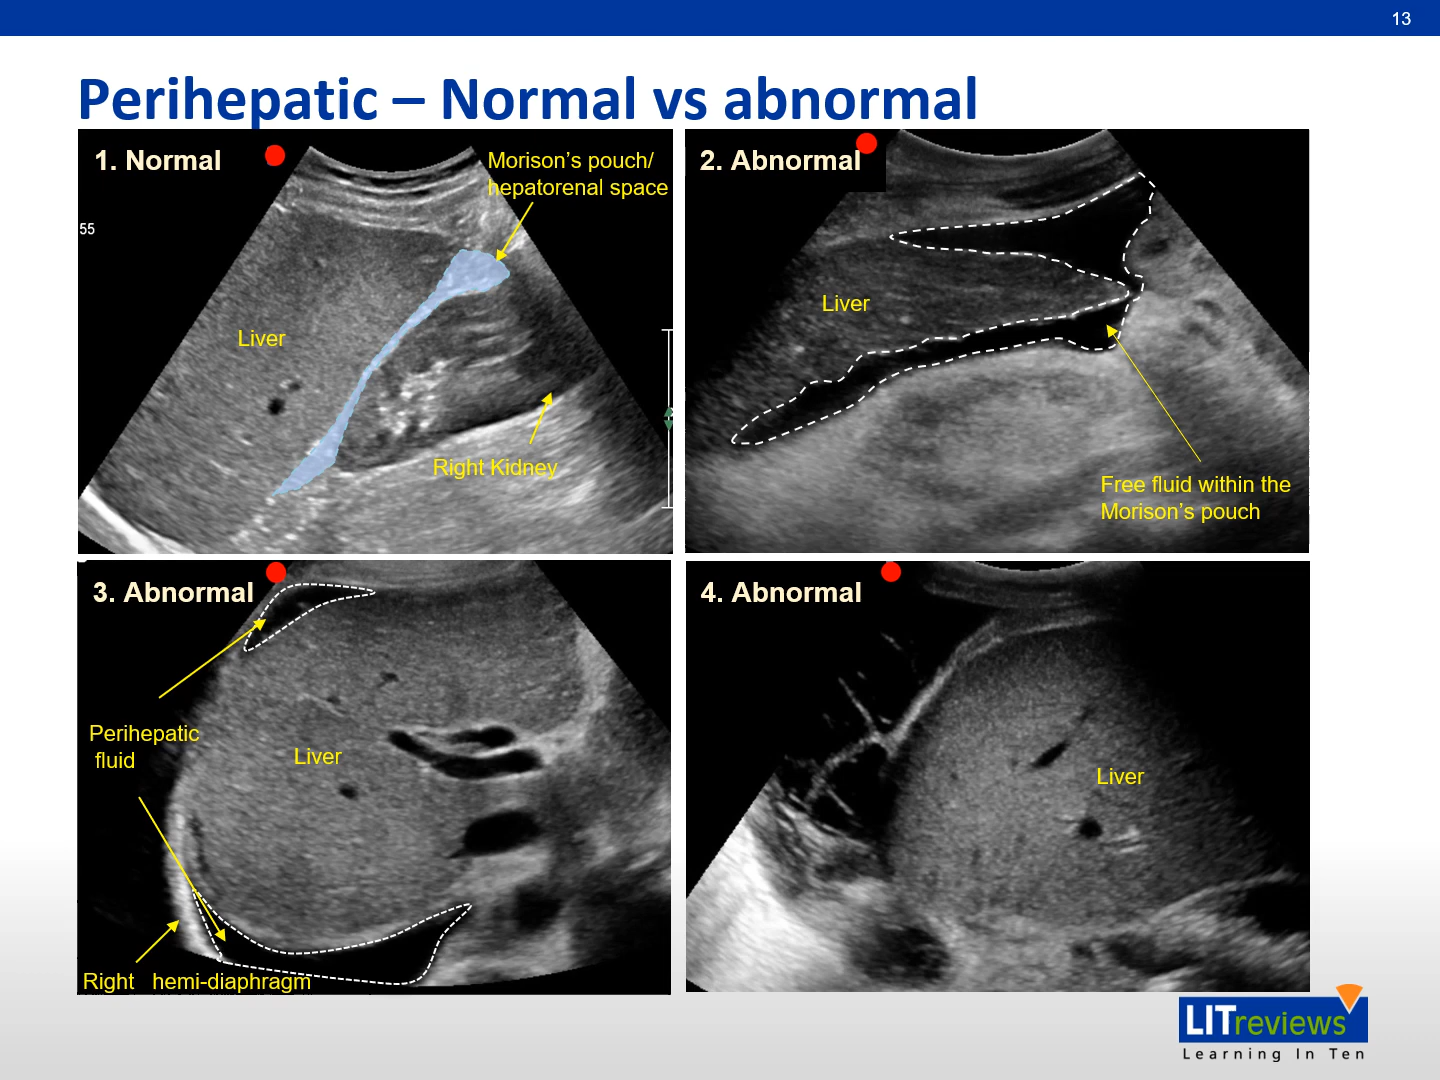 13
Perihepatic – Normal vs abnormal
1. Normal
Morison’s pouch/
hepatorenal space
55
Liver
Right Kidney
2. Abnormal
Liver
Free fluid within the
Morison’s pouch
3. Abnormal
Perihepatic
fluid
Liver
Right hemi-diaphragm
4. Abnormal
Liver
LITreviews
Learning In Ten